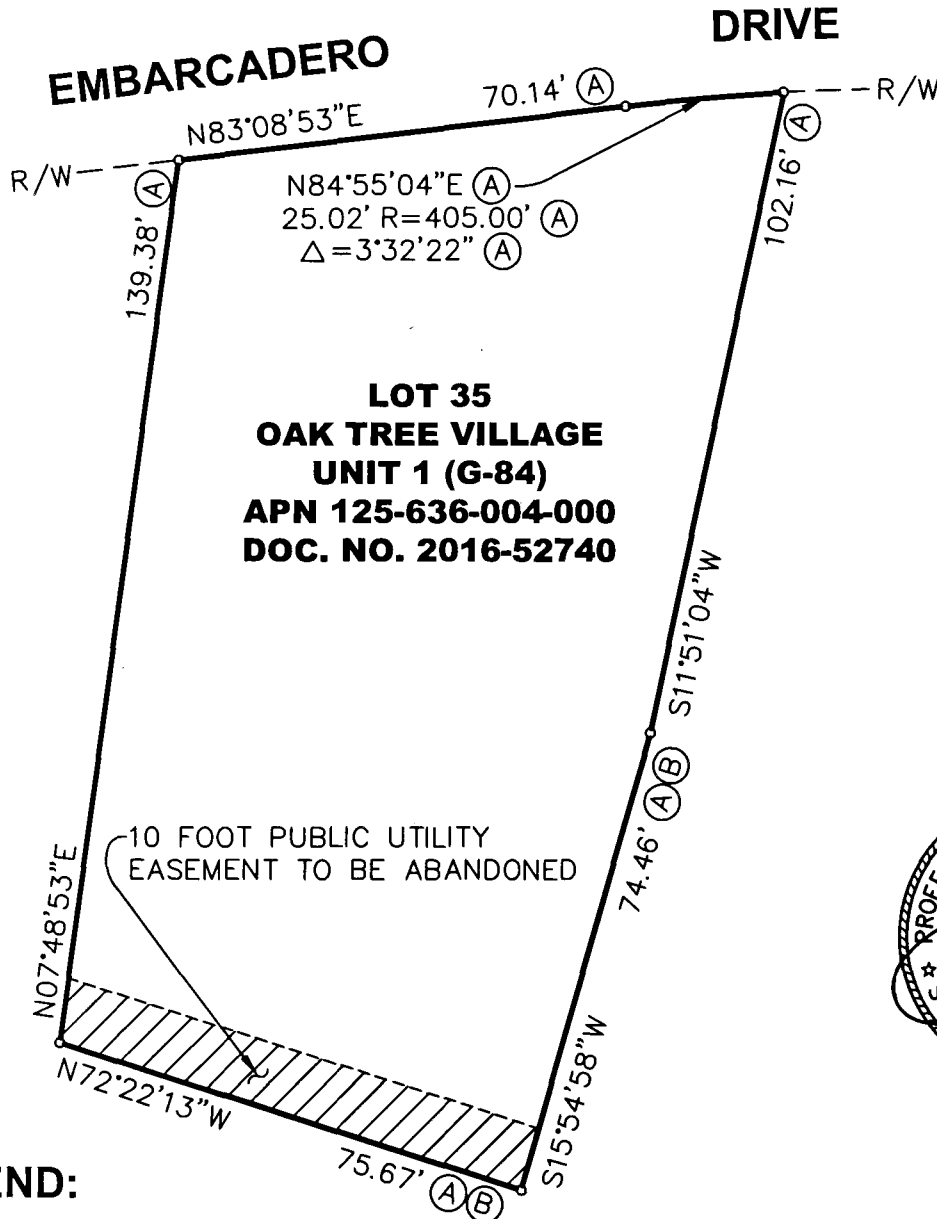 DRIVE
EMBARCADERO
70.14' (A)
R/W
N83°08'53"E
R/W
139.38' (A)
N84°55'04"E (A)
25.02' R=405.00' (A)
△=3°32'22" (A)
102.16' (A)
LOT 35
OAK TREE VILLAGE
UNIT 1 (G-84)
APN 125-636-004-000
DOC. NO. 2016-52740
S11°51'04"W
74.46' (A)(B)
10 FOOT PUBLIC UTILITY
EASEMENT TO BE ABANDONED
N07°48'53"E
N72°22'13"W
S15°54'58"W
75.67' (A)(B)
END: